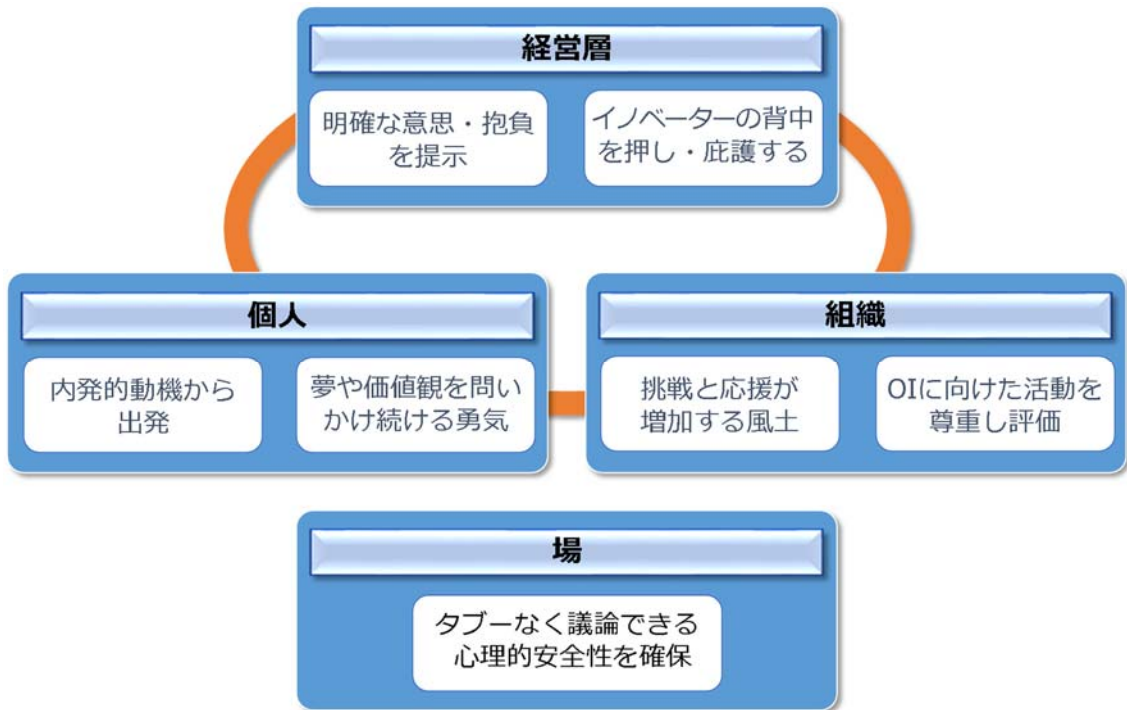 経営層
明確な意思・抱負
を提示
イノベーターの背中
を押し・庇護する
個人
内発的動機から
出発
夢や価値観を問い
かけ続ける勇気
組織
挑戦と応援が
増加する風土
OIに向けた活動を
尊重し評価
場
タブーなく議論できる
心理的安全性を確保